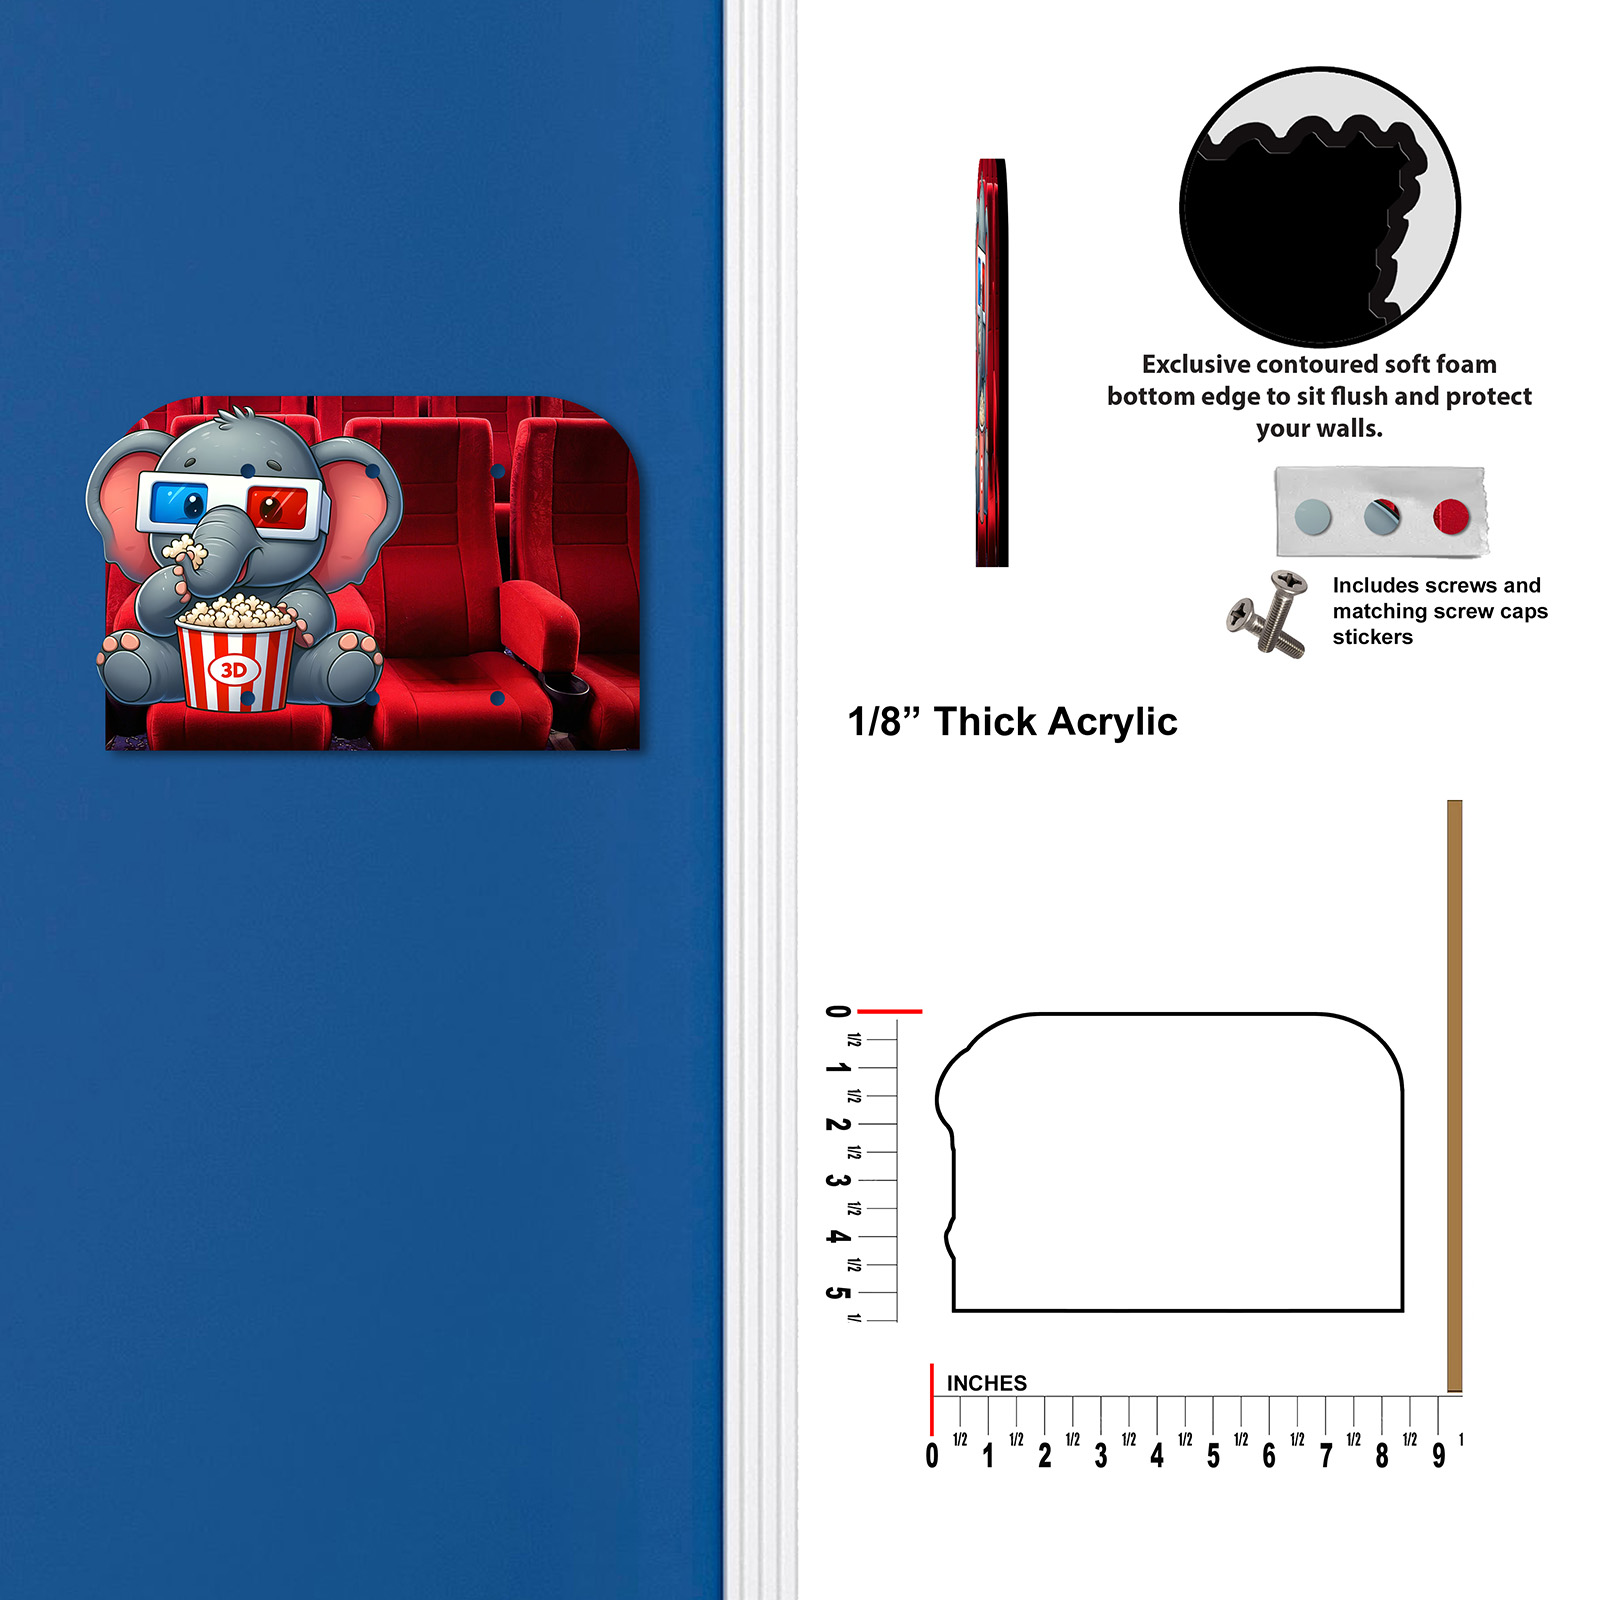 Exclusive contoured soft foam
bottom edge to sit flush and protect
your walls.
Includes screws and
matching screw caps
stickers
3D
1/8” Thick Acrylic
0
1/2
1
1/2
2
1/2
3
1/2
4
1/2
5
1/
INCHES
0 1/2 1 1/2 2 1/2 3 1/2 4 1/2 5 1/2 6 1/2 7 1/2 8 1/2 9 1